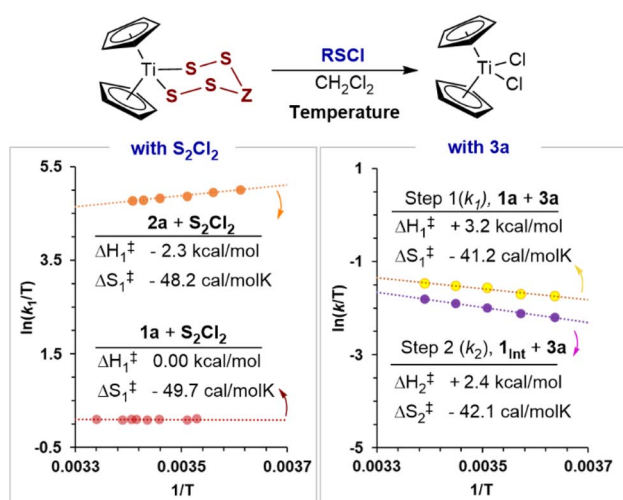 RSCl
CH2Cl2
Temperature
Ti
S
S
S
S
Z
Ti
Cl
Cl
with S2Cl2
5.5
3.5
1.5
-0.5
ln(k1/T)
2a + S2Cl2
ΔH1‡ - 2.3 kcal/mol
ΔS1‡ - 48.2 cal/molK
1a + S2Cl2
ΔH1‡ 0.00 kcal/mol
ΔS1‡ - 49.7 cal/molK
0.0033 0.0035 0.0037
1/T
with 3a
1
-1
-3
-5
ln(k/T)
Step 1(k1), 1a + 3a
ΔH1‡ + 3.2 kcal/mol
ΔS1‡ - 41.2 cal/molK
Step 2 (k2), 1Int + 3a
ΔH2‡ + 2.4 kcal/mol
ΔS2‡ - 42.1 cal/molK
0.0033 0.0035 0.0037
1/T